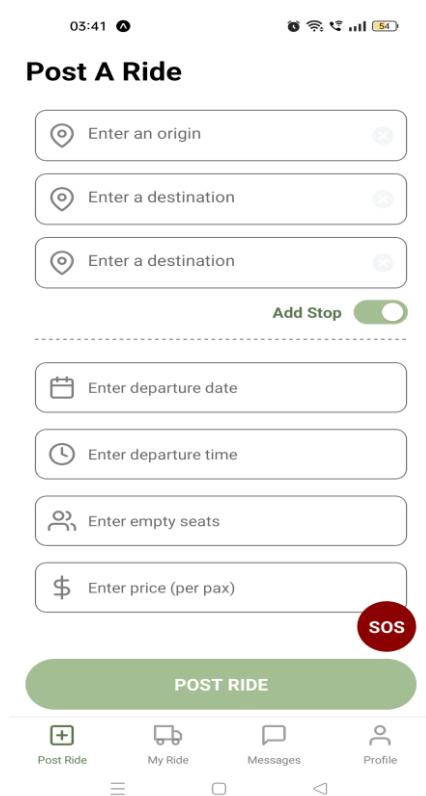 03:41
54
Post A Ride
Enter an origin
Enter a destination
Enter a destination
Add Stop
Enter departure date
Enter departure time
Enter empty seats
Enter price (per pax)
SOS
POST RIDE
Post Ride My Ride Messages Profile